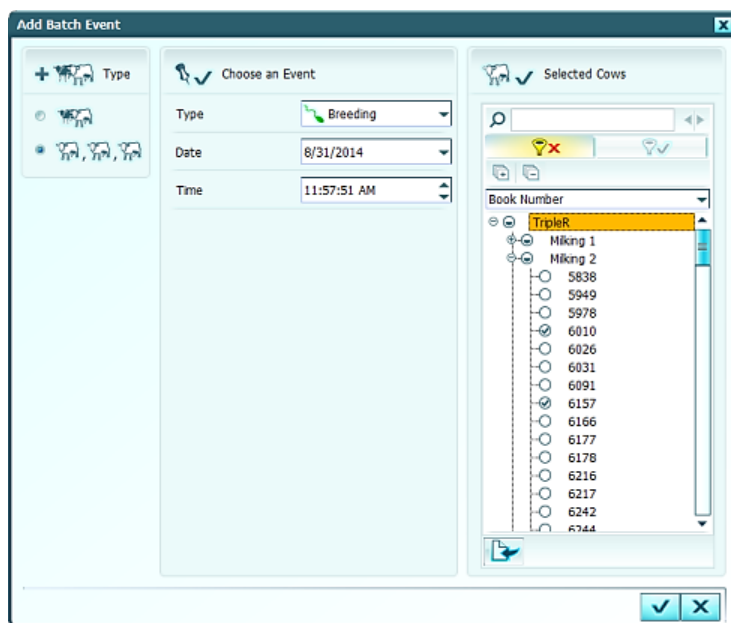 Add Batch Event
Type
Choose an Event
Type
Breeding
Date
8/31/2014
Time
11:57:51 AM
Selected Cows
Book Number
TripleR
Milking 1
Milking 2
5838
5949
5978
6010
6026
6031
6091
6157
6166
6177
6178
6216
6217
6242
6244